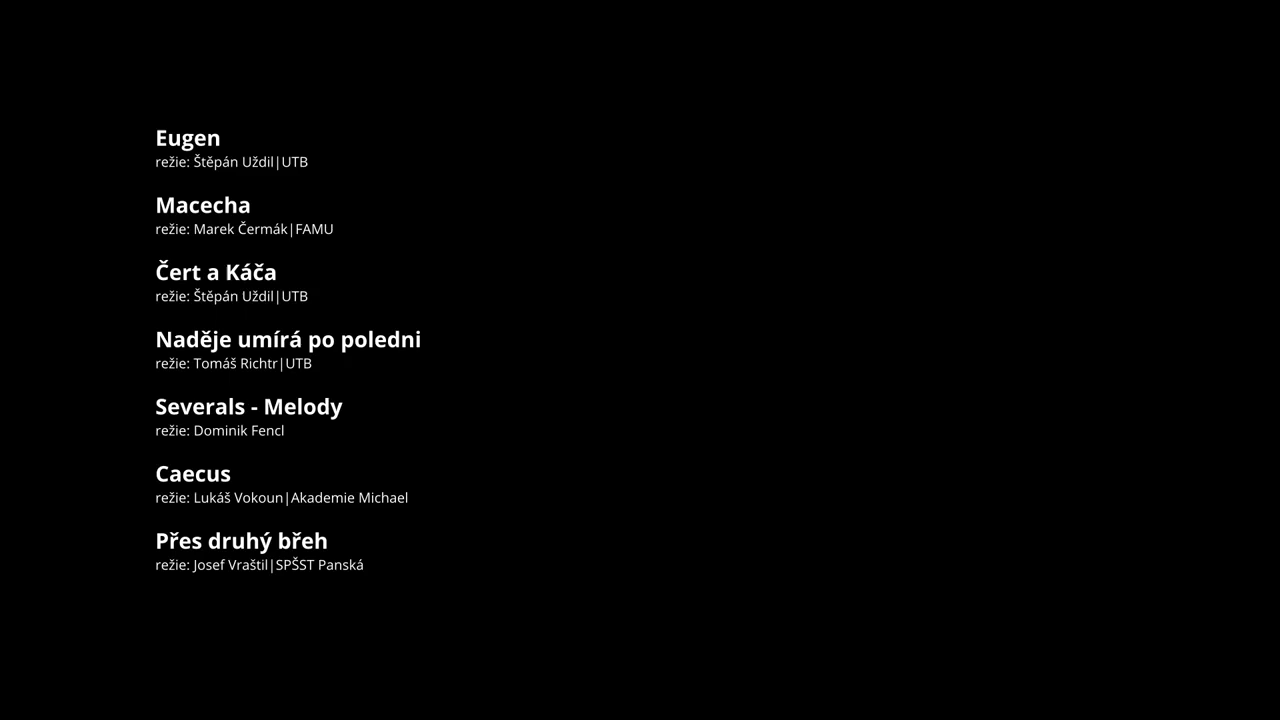 Eugen
režie: Štěpán Uždil|UTB
Macecha
režie: Marek Čermák|FAMU
Čert a Káča
režie: Štěpán Uždil|UTB
Naděje umírá po poledni
režie: Tomáš Richtr|UTB
Severals - Melody
režie: Dominik Fencl
Caecus
režie: Lukáš Vokoun|Akademie Michael
Přes druhý břeh
režie: Josef Vraštil|SPŠST Panská